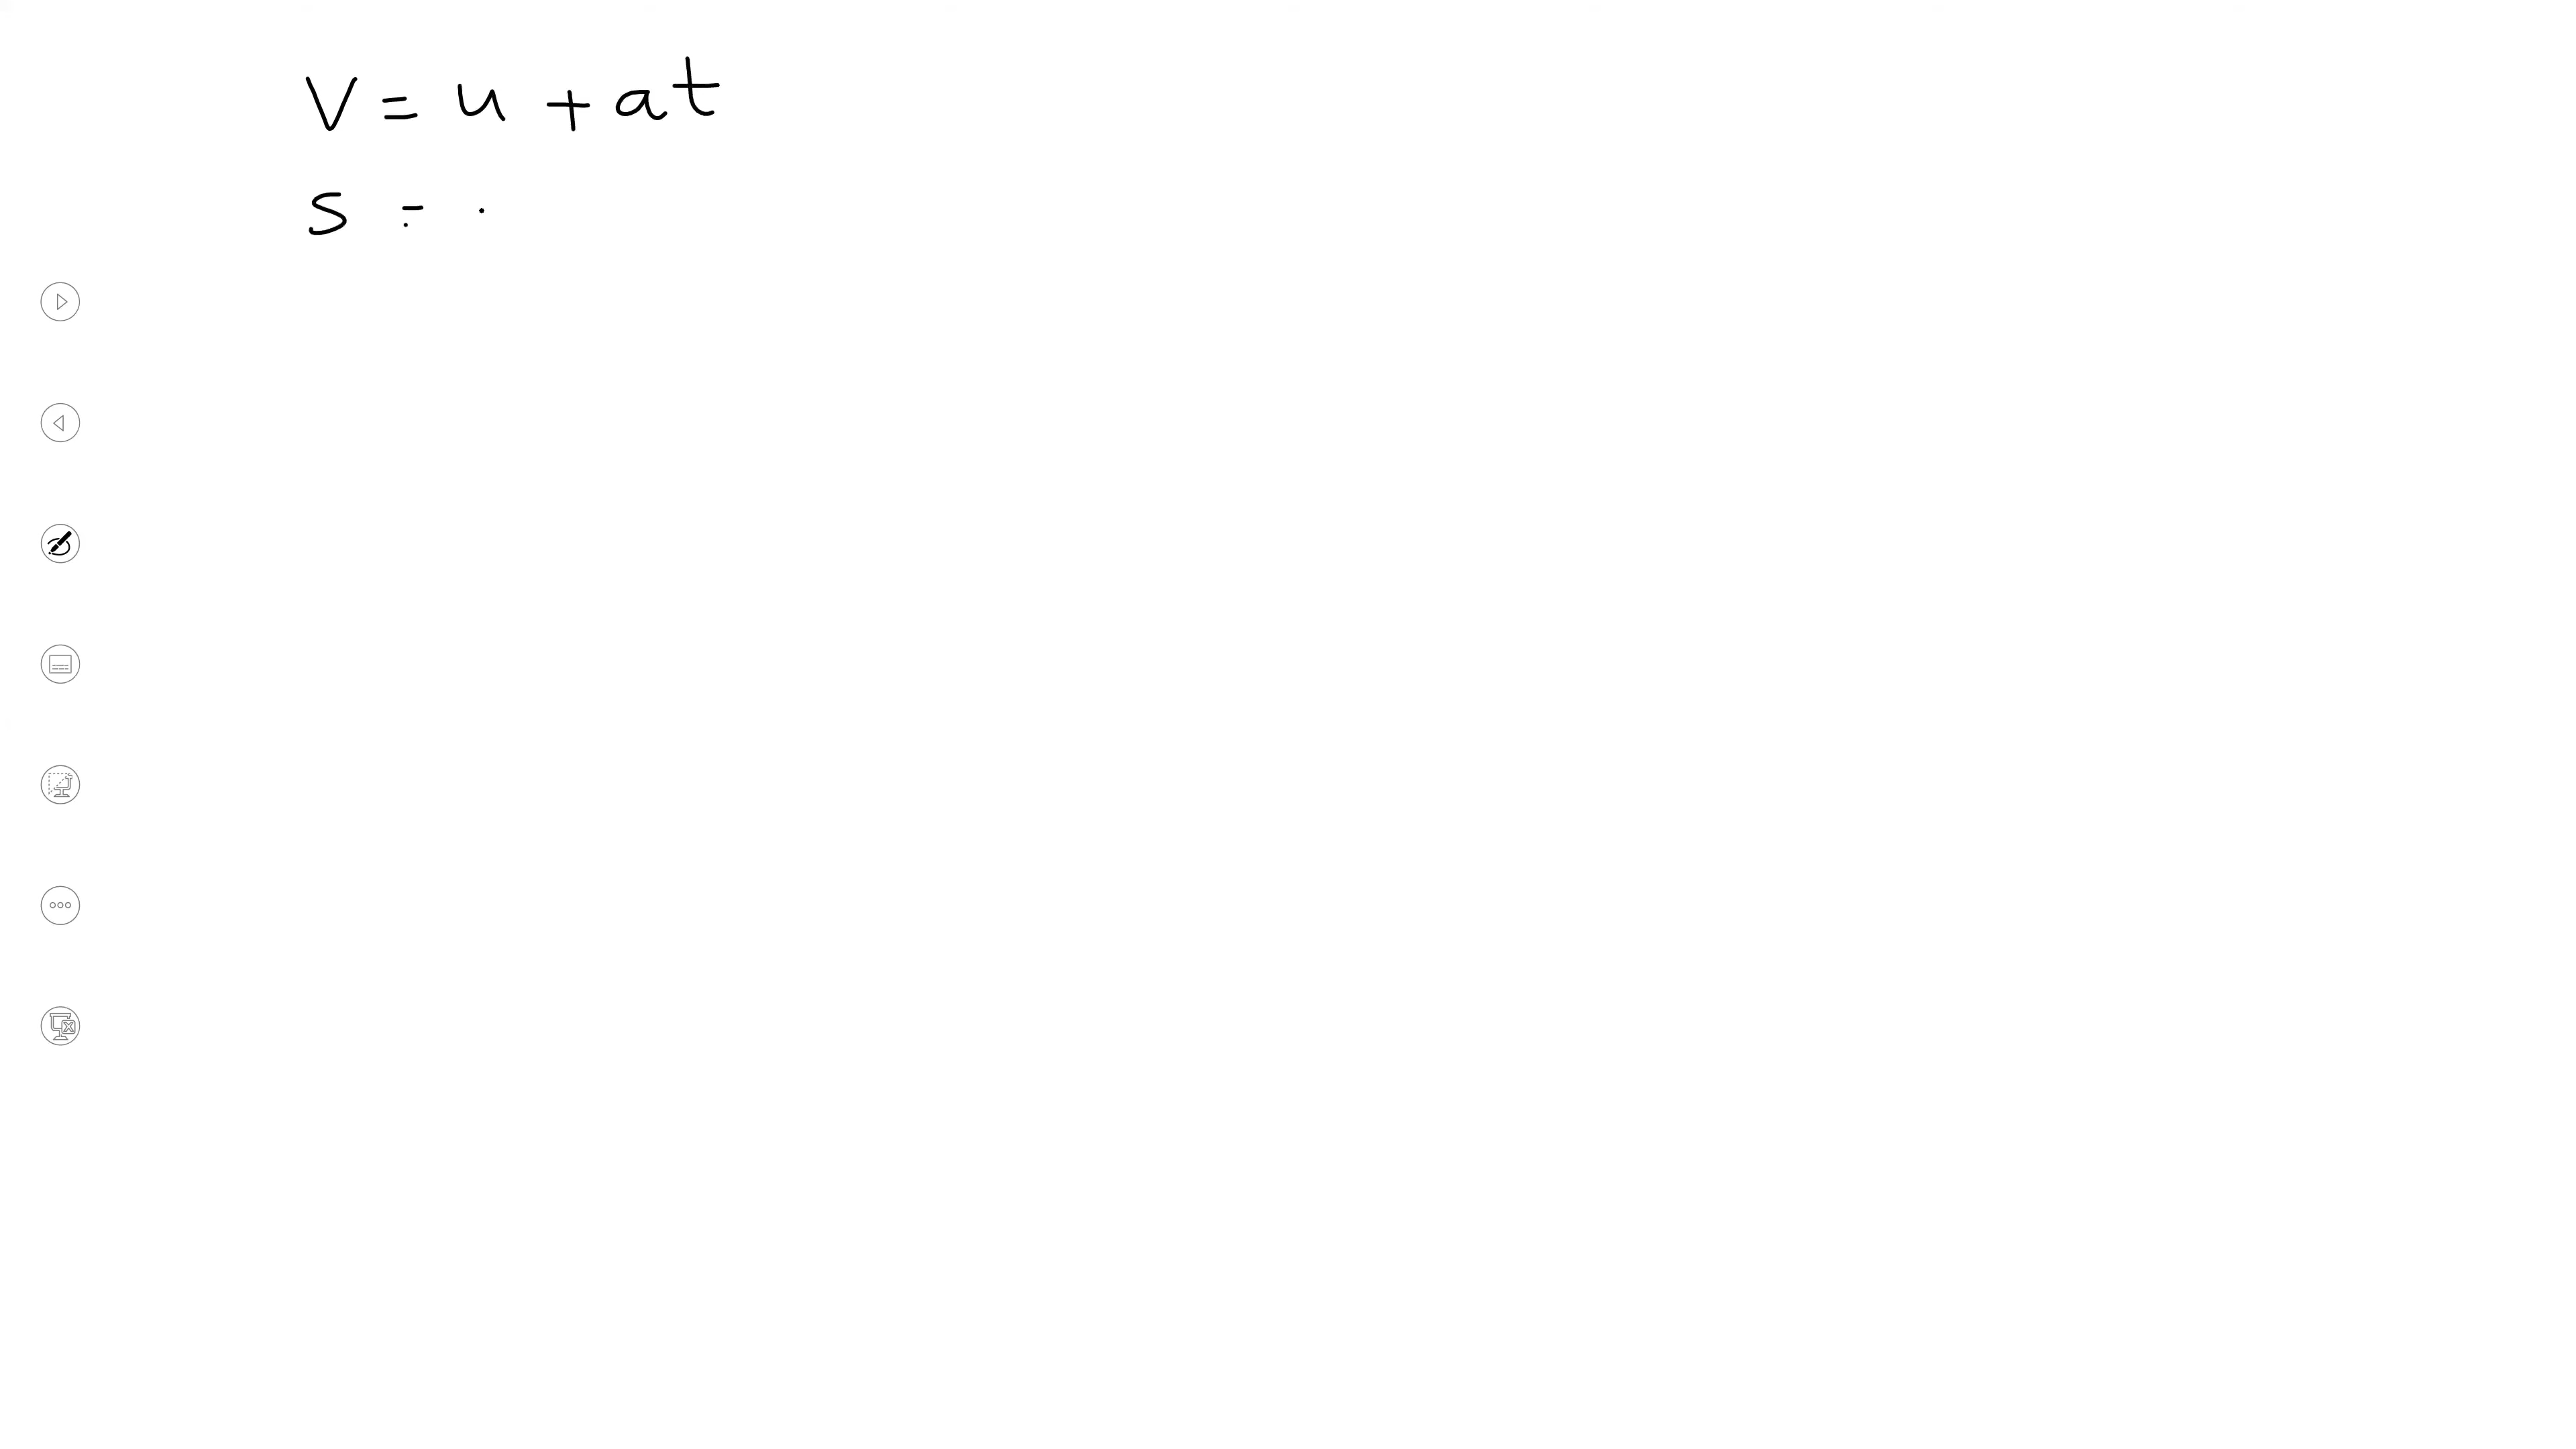 v = u + at
s =